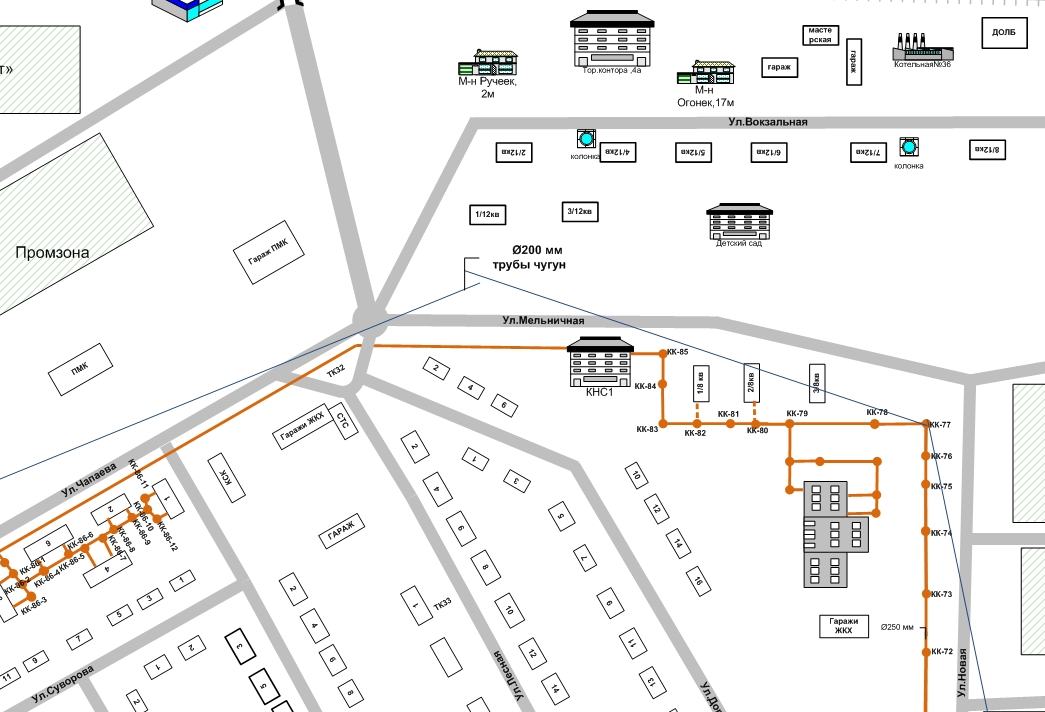 т»
Промзона
Гараж ПМК
ПМК
М-н Ручеек,
2м
Тор.контора ,4а
М-н
Огонек,17м
гараж
масте
рская
гараж
Котельная№36
ДОЛБ
Ул.Вокзальная
2/12кв
колонка
4/12кв
5/12кв
6/12кв
7/12кв
колонка
8/12кв
1/12кв
3/12кв
Детский сад
Ø200 мм
трубы чугун
Ул.Мельничная
КНС1
КК-85
КК-84
КК-83
КК-82
КК-81
КК-80
КК-79
КК-78
КК-77
КК-76
КК-75
КК-74
КК-73
КК-72
1/8 кв
2/8кв
3/8кв
Гаражи
ЖКХ
Ø250 мм
Ул.Новая
ТК32
Гаражи ЖКХ
СТС
КСК
ГАРАЖ
ТК33
Ул.Чапаева
КК-86-11
КК-86-10
КК-86-9
КК-86-12
КК-86-8
КК-86-7
КК-86-6
КК-86-5
КК-86-4
КК-86-1
КК-86-2
КК-86-3
1
2
4
6
1
3
5
7
9
11
Ул.Суворова
1
2
2
3
5
2
4
6
8
1
2
4
6
8
10
12
14
Ул.Лесная
2
4
6
1
3
5
7
9
11
13
10
12
14
16